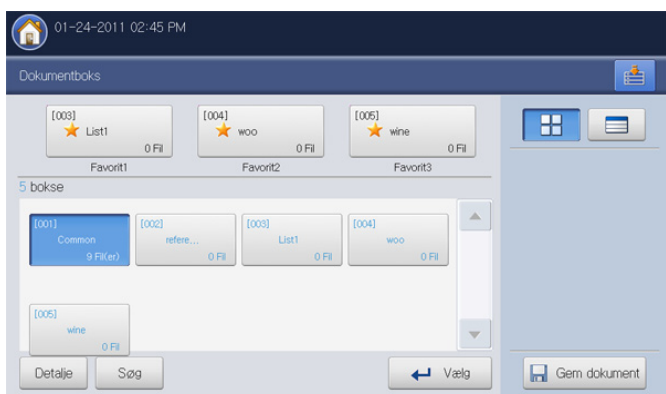 01-24-2011 02:45 PM
Dokumentboks
[003]
List1
0 Fil
[004]
woo
0 Fil
[005]
wine
0 Fil
Favorit1
Favorit2
Favorit3
5 bokse
[001]
Common
9 Fil(er)
[002]
refere...
0 Fil
[003]
List1
0 Fil
[004]
woo
0 Fil
[005]
wine
0 Fil
Detalje
Søg
Vælg
Gem dokument